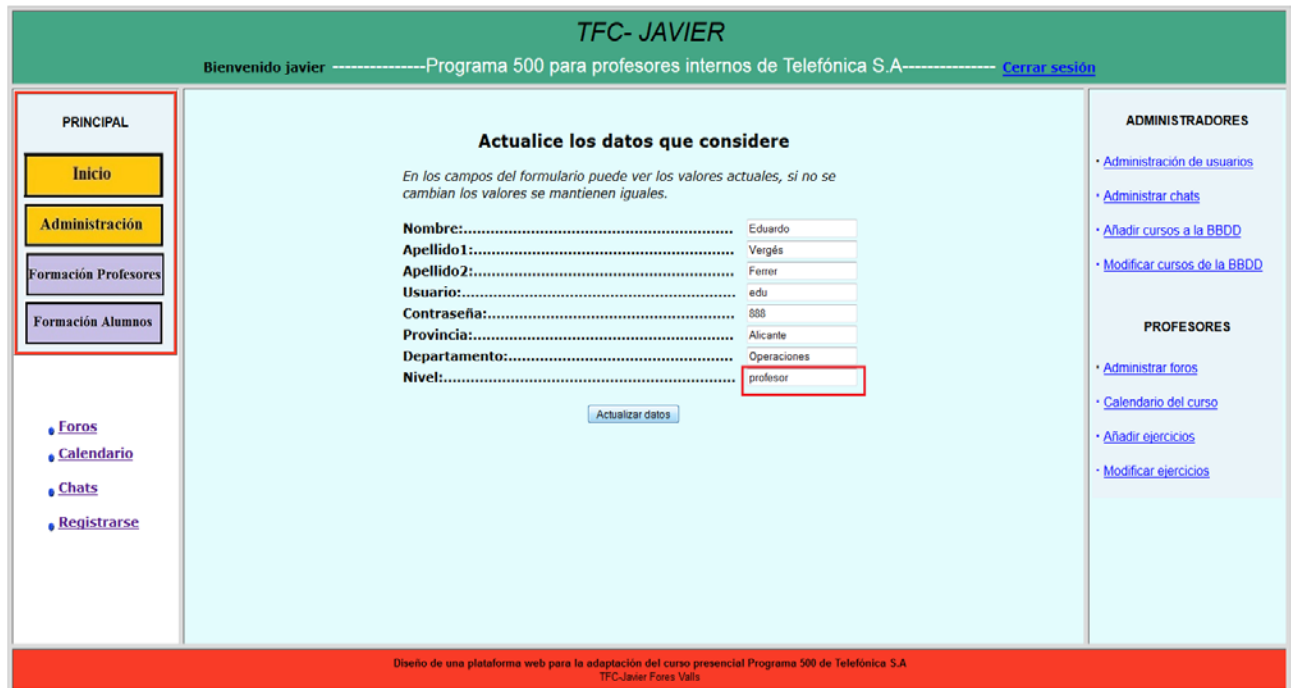 TFC- JAVIER
Bienvenido javier ---------------Programa 500 para profesores internos de Telefónica S.A--------------- Cerrar sesión
PRINCIPAL
Inicio
Administración
Formación Profesores
Formación Alumnos
Foros
Calendario
Chats
Registrarse
Actualice los datos que considere
En los campos del formulario puede ver los valores actuales, si no se
cambian los valores se mantienen iguales.
Nombre:............................................................ Eduardo
Apellido1:.......................................................... Vergés
Apellido2:.......................................................... Ferrer
Usuario:............................................................. edu
Contraseña:....................................................... 888
Provincia:.......................................................... Alicante
Departamento:.................................................. Operaciones
Nivel:................................................................. profesor
Actualizar datos
ADMINISTRADORES
· Administración de usuarios
· Administrar chats
· Añadir cursos a la BBDD
· Modificar cursos de la BBDD
PROFESORES
· Administrar foros
· Calendario del curso
· Añadir ejercicios
· Modificar ejercicios
Diseño de una plataforma web para la adaptación del curso presencial Programa 500 de Telefónica S.A
TFC-Javier Fores Valls